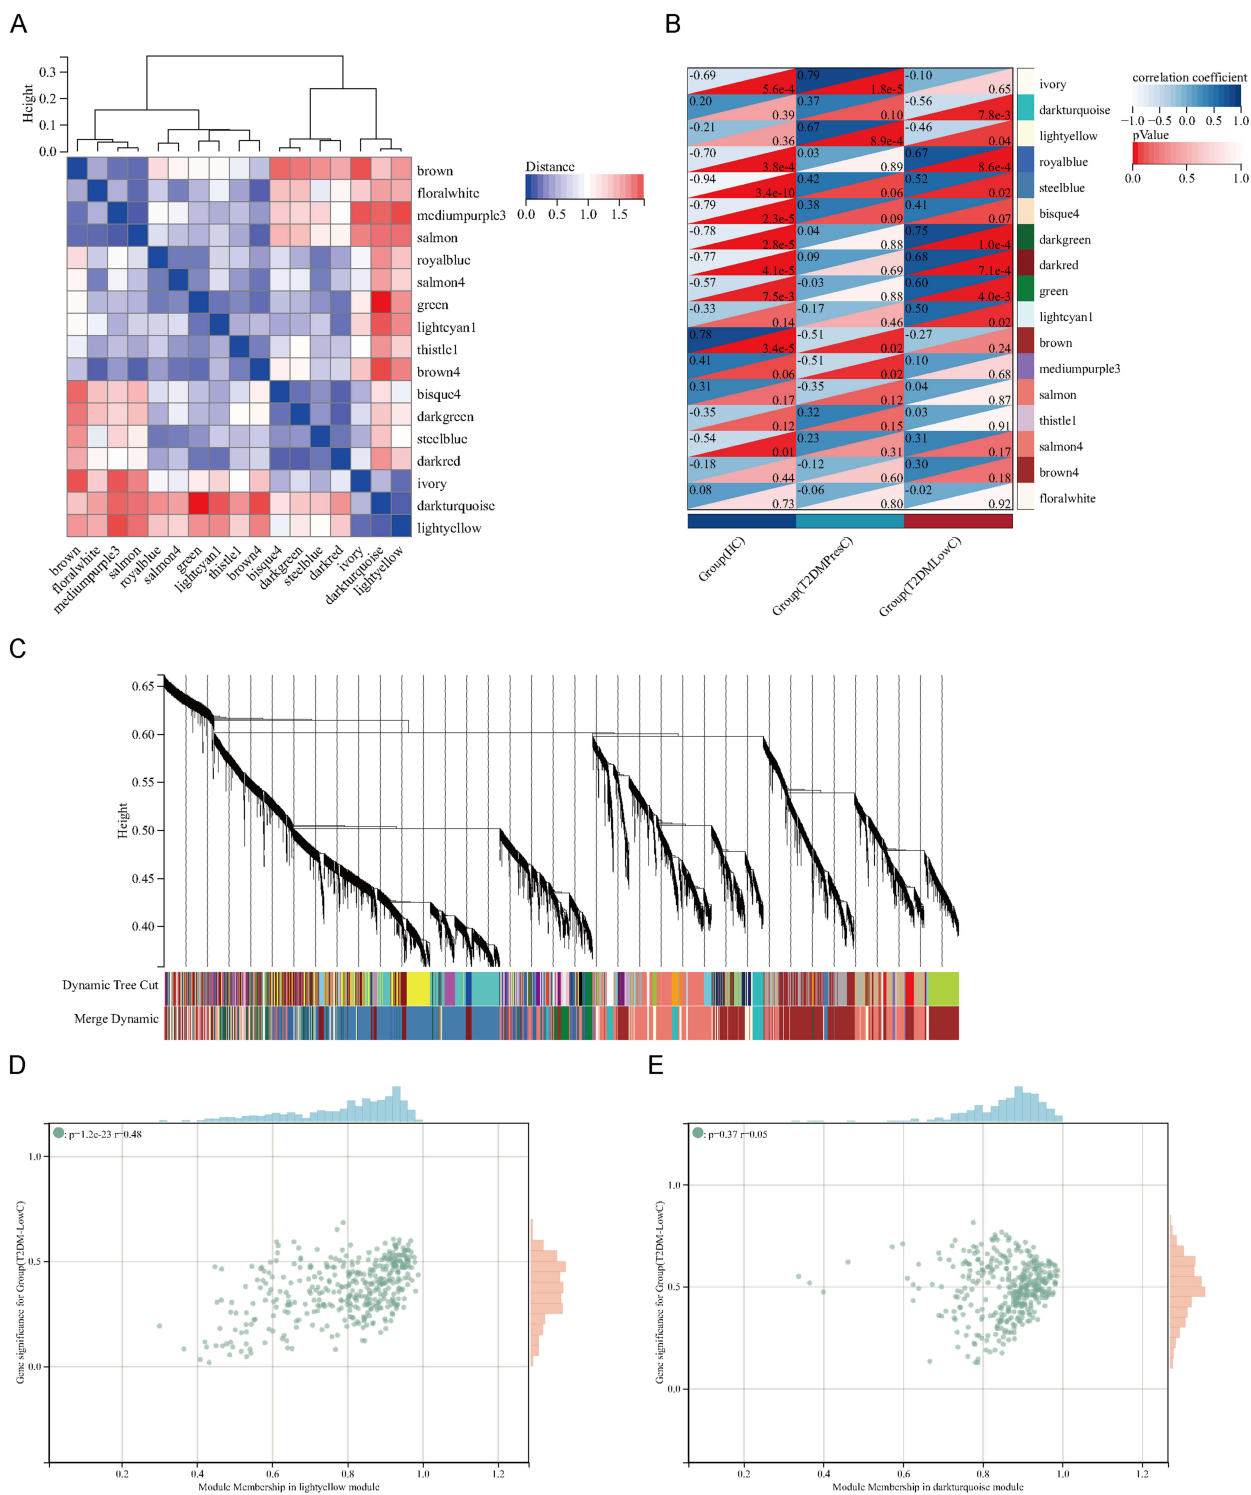 A
Height
0.3
0.2
0.1
0.0
brown
floralwhite
mediumpurple3
salmon
royalblue
salmon4
green
lightcyan1
thistle1
brown4
bisque4
darkgreen
steelblue
darkred
ivory
darkturquoise
lightyellow
brown
floralwhite
mediumpurple3
salmon
royalblue
salmon4
green
lightcyan1
thistle1
brown4
bisque4
darkgreen
steelblue
darkred
ivory
darkturquoise
lightyellow
Distance
0.0 0.5 1.0 1.5
B
-0.69 5.6e-4 0.79 1.8e-5 -0.10 0.65 ivory
0.20 0.39 0.37 0.10 -0.56 7.8e-3 darkturquoise
-0.21 0.36 0.67 8.9e-4 -0.46 0.04 lightyellow
-0.70 3.8e-4 0.03 0.89 0.67 8.6e-4 royalblue
-0.94 3.4e-10 0.42 0.06 0.52 0.02 steelblue
-0.79 2.3e-5 0.38 0.09 0.41 0.07 bisque4
-0.78 2.8e-5 0.04 0.88 0.75 1.0e-4 darkgreen
-0.77 4.1e-5 0.09 0.69 0.68 7.1e-4 darkred
-0.57 7.5e-3 -0.03 0.88 0.60 4.0e-3 green
-0.33 0.14 -0.17 0.46 0.50 0.02 lightcyan1
0.78 3.4e-5 -0.51 0.02 -0.27 0.24 brown
0.41 0.06 -0.51 0.02 0.10 0.68 mediumpurple3
0.31 0.17 -0.35 0.12 0.04 0.87 salmon
-0.35 0.12 0.32 0.15 0.03 0.91 thistle1
-0.54 0.01 0.23 0.31 0.31 0.17 salmon4
-0.18 0.44 -0.12 0.60 0.30 0.18 brown4
0.08 0.73 -0.06 0.80 -0.02 0.92 floralwhite
Group(HC)
Group(T2DMPresC)
Group(T2DMLowC)
correlation coefficient
−1.0 −0.5 0.0 0.5 1.0
pValue
0.0 0.5 1.0
C
Height
0.65
0.60
0.55
0.50
0.45
0.40
Dynamic Tree Cut
Merge Dynamic
D
: p=1.2e-23 r=0.48
Gene significance for Group(T2DM-LowC)
1.0
0.5
0.0
0.2 0.4 0.6 0.8 1.0 1.2
Module Membership in lightyellow module
E
: p=0.37 r=0.05
Gene significance for Group(T2DM-LowC)
1.0
0.5
0.0
0.2 0.4 0.6 0.8 1.0 1.2
Module Membership in darkturquoise module